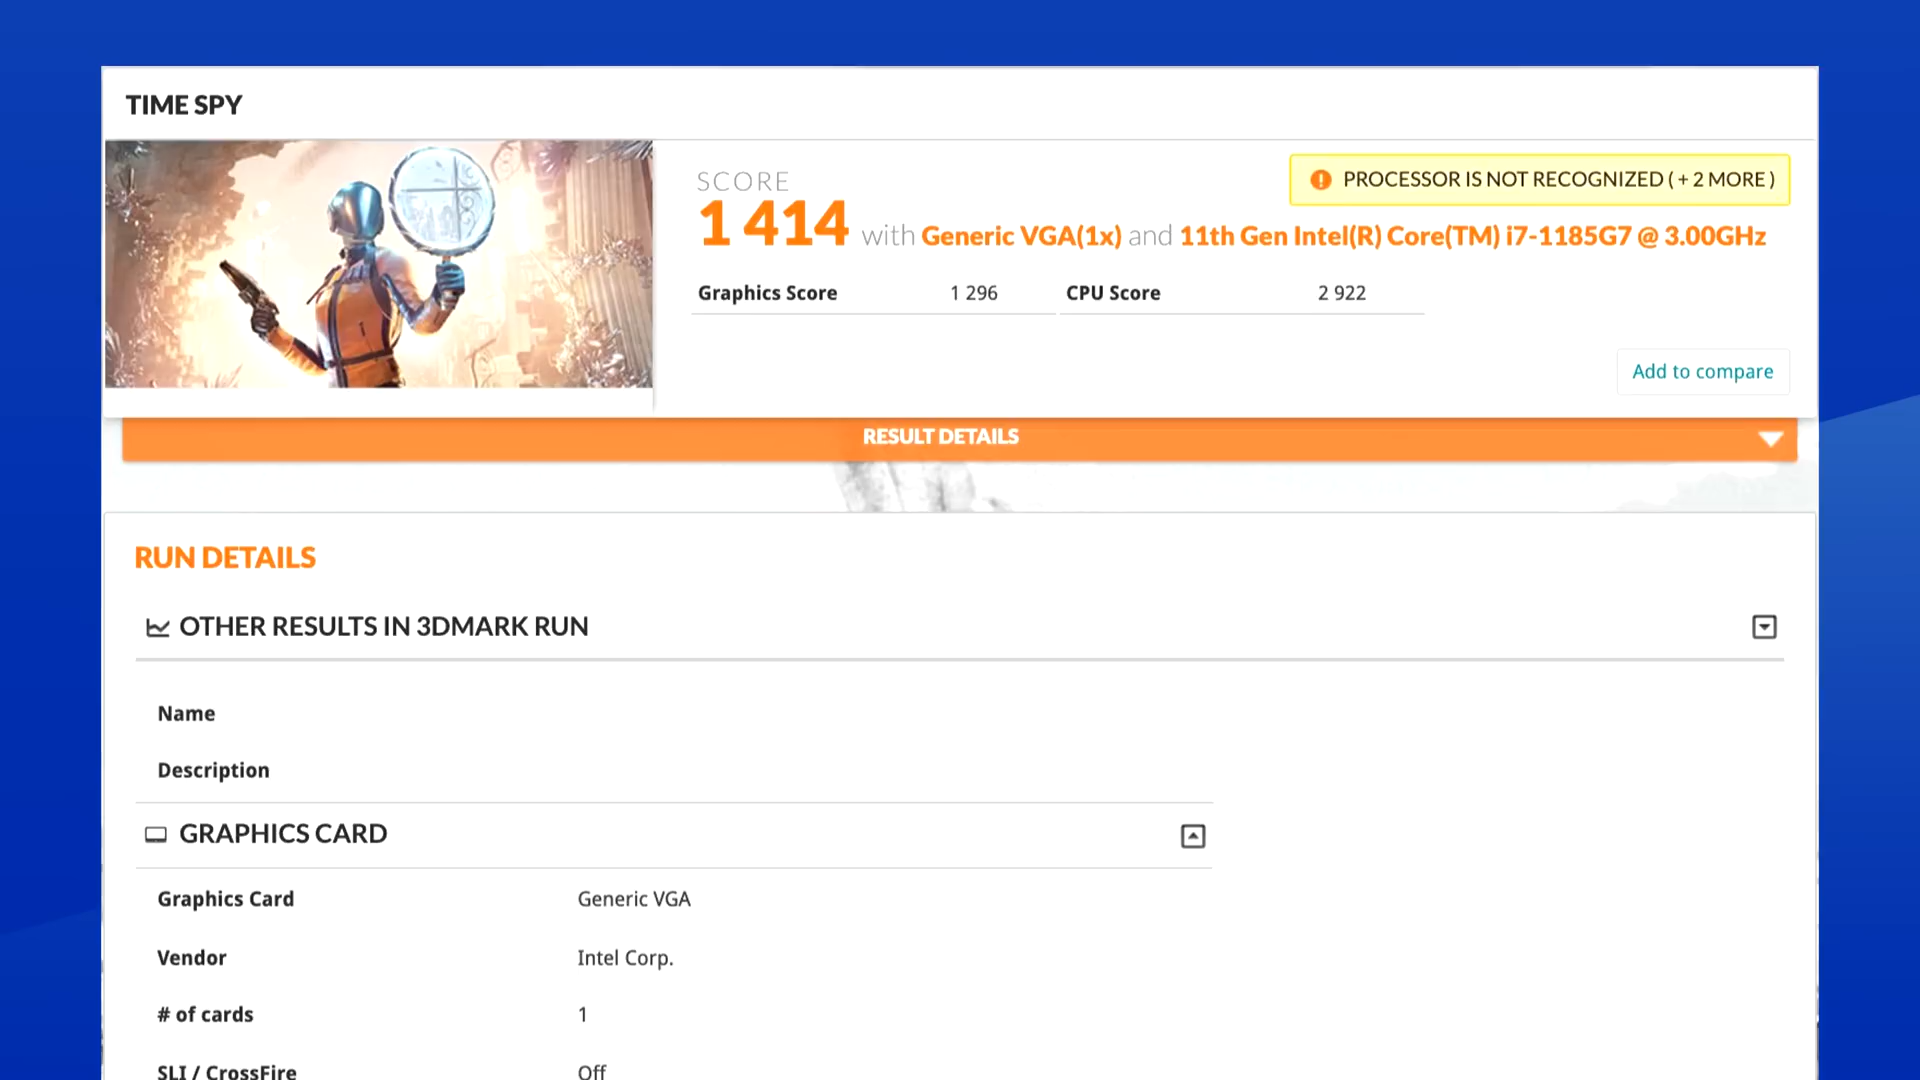 TIME SPY
SCORE
PROCESSOR IS NOT RECOGNIZED ( + 2 MORE )
1 414 with Generic VGA(1x) and 11th Gen Intel(R) Core(TM) i7-1185G7 @ 3.00GHz
Graphics Score 1 296 CPU Score 2 922
Add to compare
RESULT DETAILS
RUN DETAILS
OTHER RESULTS IN 3DMARK RUN
Name
Description
GRAPHICS CARD
Graphics Card Generic VGA
Vendor Intel Corp.
# of cards 1
SLI / CrossFire Off